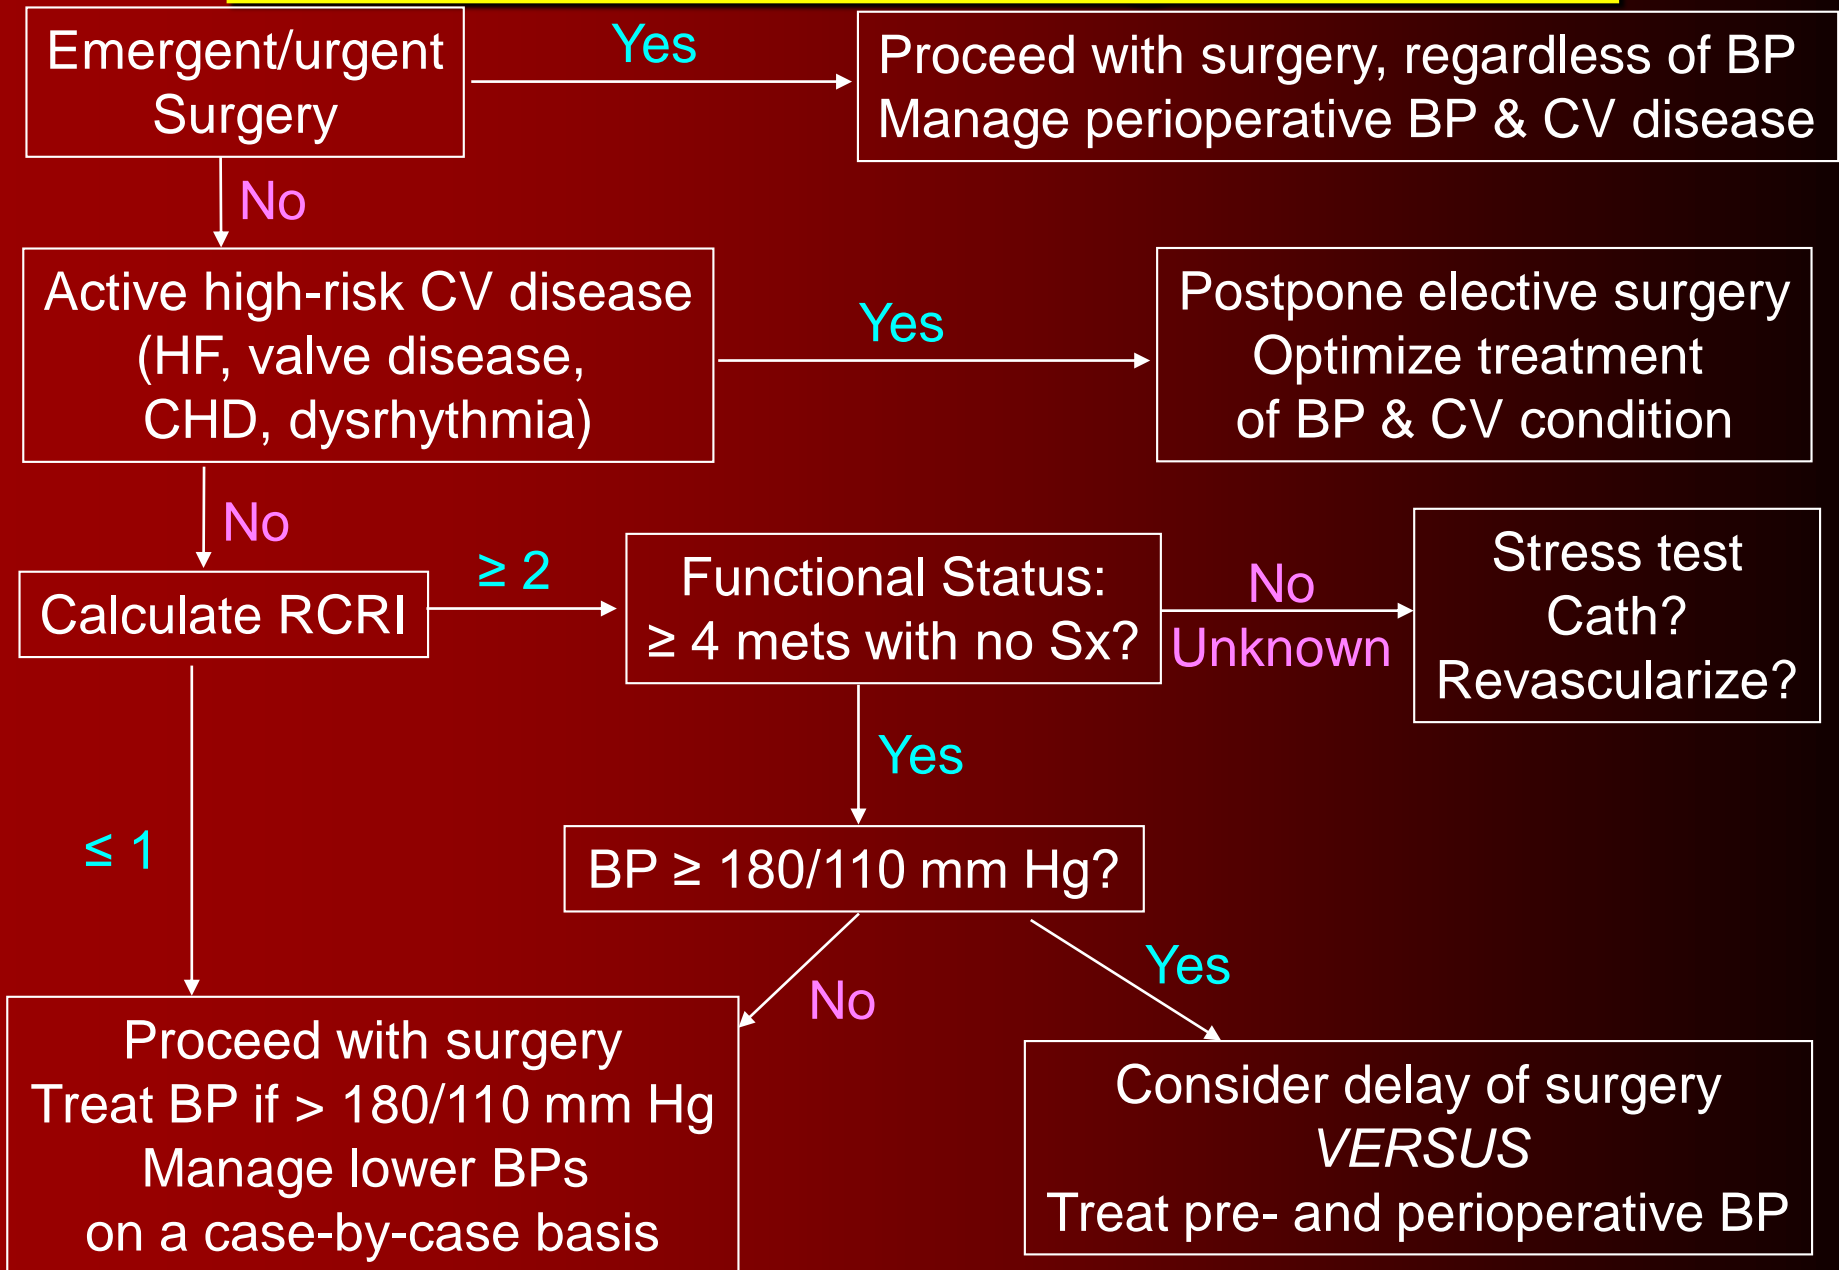 Emergent/urgent
Surgery
Yes
Proceed with surgery, regardless of BP
Manage perioperative BP & CV disease
No
Active high-risk CV disease
(HF, valve disease,
CHD, dysrhythmia)
Yes
Postpone elective surgery
Optimize treatment
of BP & CV condition
No
Calculate RCRI
≥ 2
Functional Status:
≥ 4 mets with no Sx?
No
Unknown
Stress test
Cath?
Revascularize?
Yes
≤ 1
BP ≥ 180/110 mm Hg?
No
Yes
Proceed with surgery
Treat BP if > 180/110 mm Hg
Manage lower BPs
on a case-by-case basis
Consider delay of surgery
VERSUS
Treat pre- and perioperative BP